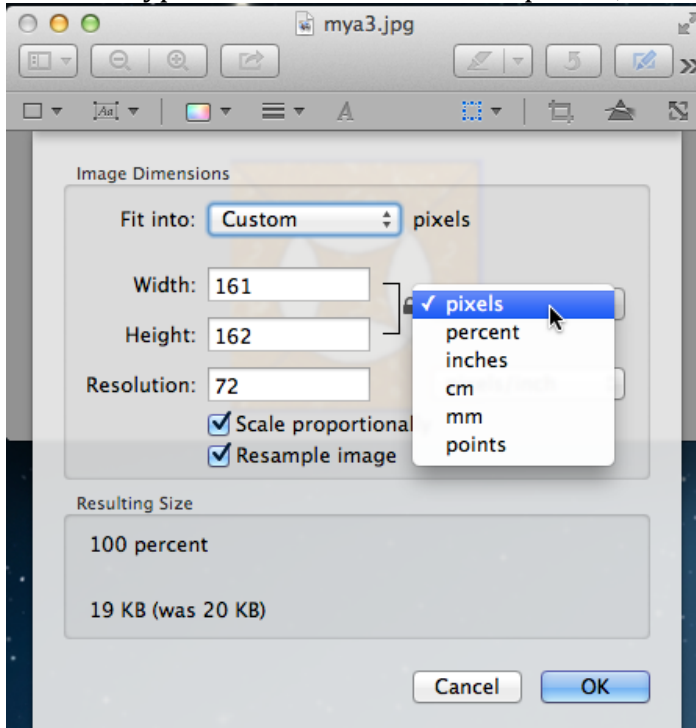 mya3.jpg
Image Dimensions
Fit into: Custom pixels
Width: 161
✓ pixels
percent
Height: 162
inches
Resolution: 72
cm
Scale proportional
mm
Resample image
points
Resulting Size
100 percent
19 KB (was 20 KB)
Cancel OK